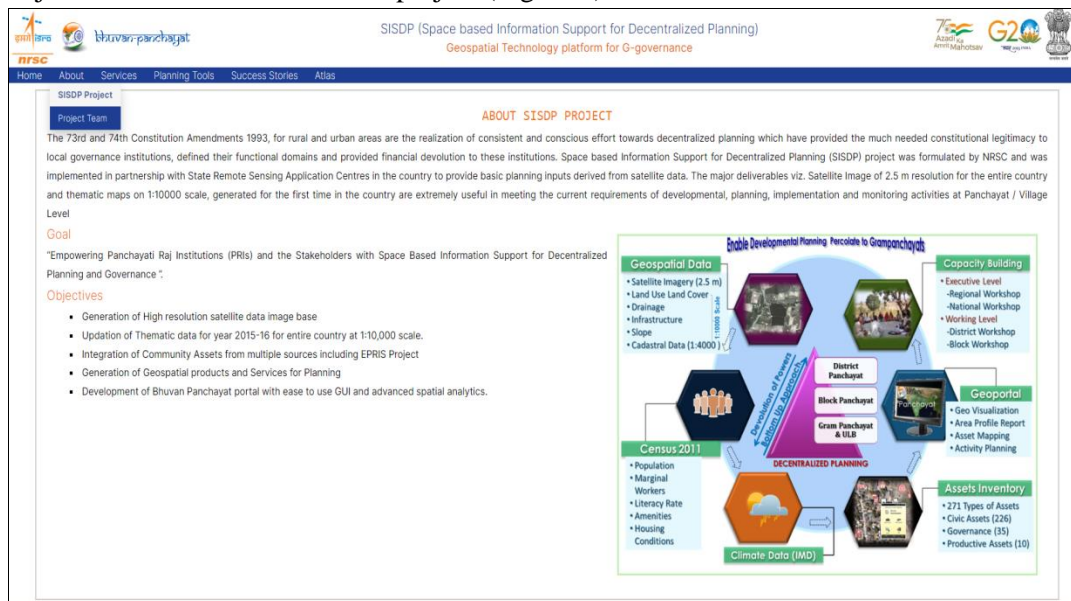 SISDP (Space based Information Support for Decentralized Planning)
Geospatial Technology platform for G-governance
nrsc
bhuvan-panchayat
Azadi Ka
Amrit Mahotsav
G20
Home About Services Planning Tools Success Stories Atlas
SISDP Project
Project Team
ABOUT SISDP PROJECT
The 73rd and 74th Constitution Amendments 1993, for rural and urban areas are the realization of consistent and conscious effort towards decentralized planning which have provided the much needed constitutional legitimacy to
local governance institutions, defined their functional domains and provided financial devolution to these institutions. Space based Information Support for Decentralized Planning (SISDP) project was formulated by NRSC and was
implemented in partnership with State Remote Sensing Application Centres in the country to provide basic planning inputs derived from satellite data. The major deliverables viz. Satellite Image of 2.5 m resolution for the entire country
and thematic maps on 1:10000 scale, generated for the first time in the country are extremely useful in meeting the current requirements of developmental, planning, implementation and monitoring activities at Panchayat / Village
Level
Goal
"Empowering Panchayati Raj Institutions (PRIs) and the Stakeholders with Space Based Information Support for Decentralized
Planning and Governance ".
Objectives
▪ Generation of High resolution satellite data image base
▪ Updation of Thematic data for year 2015-16 for entire country at 1:10,000 scale.
▪ Integration of Community Assets from multiple sources including EPRIS Project
▪ Generation of Geospatial products and Services for Planning
▪ Development of Bhuvan Panchayat portal with ease to use GUI and advanced spatial analytics.
Enable Developmental Planning Percolate to Grampanchayats
Geospatial Data
• Satellite Imagery (2.5 m)
• Land Use Land Cover
• Drainage
• Infrastructure
• Slope
• Cadastral Data (1:4000 )
1:10000 Scale
Capacity Building
• Executive Level
-Regional Workshop
-National Workshop
• Working Level
-District Workshop
-Block Workshop
Devolution of Powers
Bottom Up Approach
District
Panchayat
Block Panchayat
Gram Panchayat
& ULB
DECENTRALIZED PLANNING
Panchayat
Geoportal
• Geo Visualization
• Area Profile Report
• Asset Mapping
• Activity Planning
Census 2011
• Population
• Marginal
Workers
• Literacy Rate
• Amenities
• Housing
Conditions
Climate Data (IMD)
Assets Inventory
• 271 Types of Assets
• Civic Assets (226)
• Governance (35)
• Productive Assets (10)